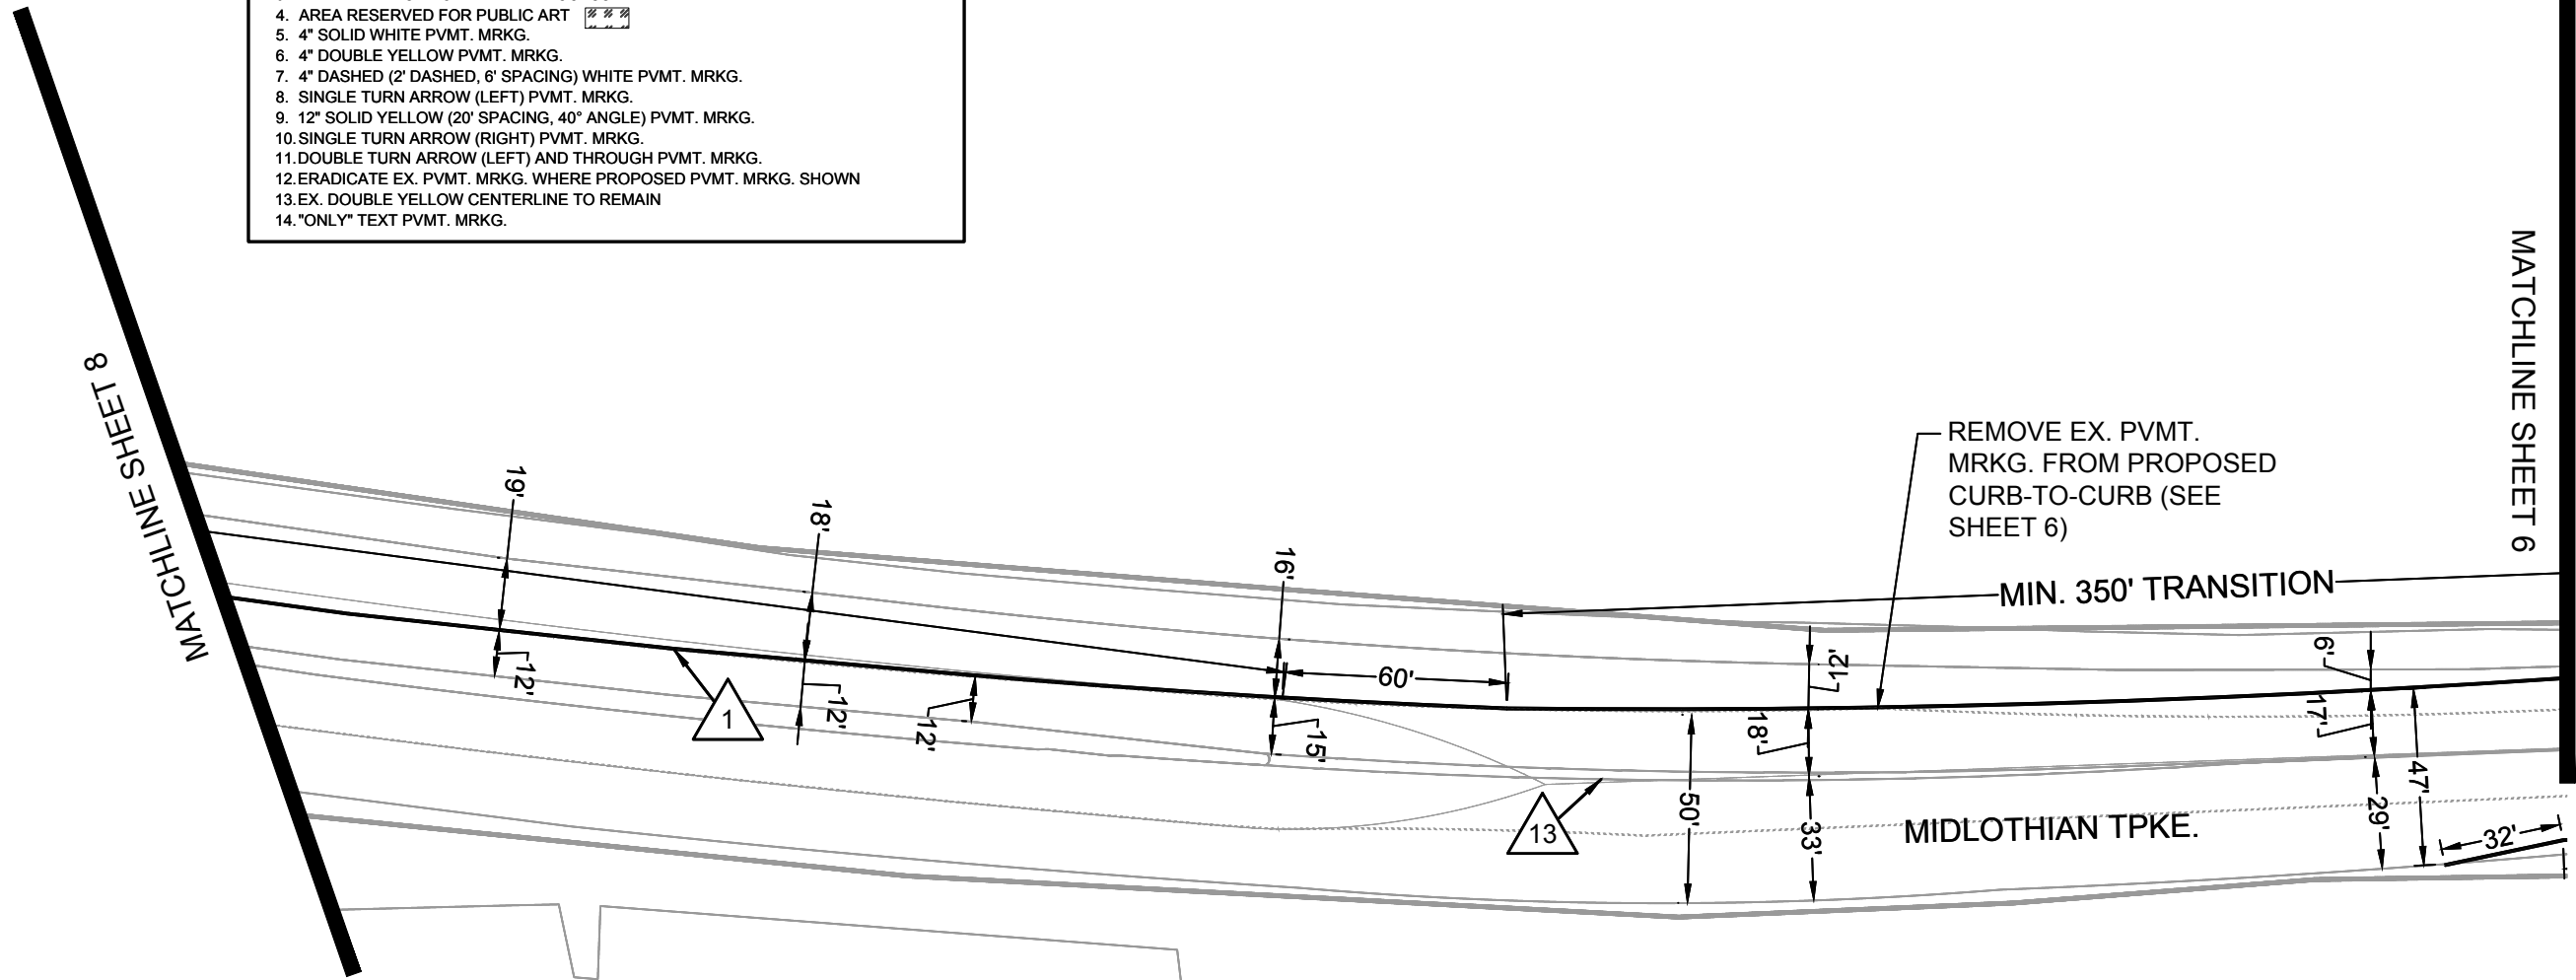 4. AREA RESERVED FOR PUBLIC ART
5. 4" SOLID WHITE PVMT. MRKG.
6. 4" DOUBLE YELLOW PVMT. MRKG.
7. 4" DASHED (2' DASHED, 6' SPACING) WHITE PVMT. MRKG.
8. SINGLE TURN ARROW (LEFT) PVMT. MRKG.
9. 12" SOLID YELLOW (20' SPACING, 40° ANGLE) PVMT. MRKG.
10. SINGLE TURN ARROW (RIGHT) PVMT. MRKG.
11. DOUBLE TURN ARROW (LEFT) AND THROUGH PVMT. MRKG.
12. ERADICATE EX. PVMT. MRKG. WHERE PROPOSED PVMT. MRKG. SHOWN
13. EX. DOUBLE YELLOW CENTERLINE TO REMAIN
14. "ONLY" TEXT PVMT. MRKG.
MATCHLINE SHEET 8
MATCHLINE SHEET 6
REMOVE EX. PVMT.
MRKG. FROM PROPOSED
CURB-TO-CURB (SEE
SHEET 6)
MIN. 350' TRANSITION
19'
18'
16'
12'
6'
60'
12'
12'
12'
15'
18'
17'
1
13
50'
33'
47'
29'
32'
MIDLOTHIAN TPKE.